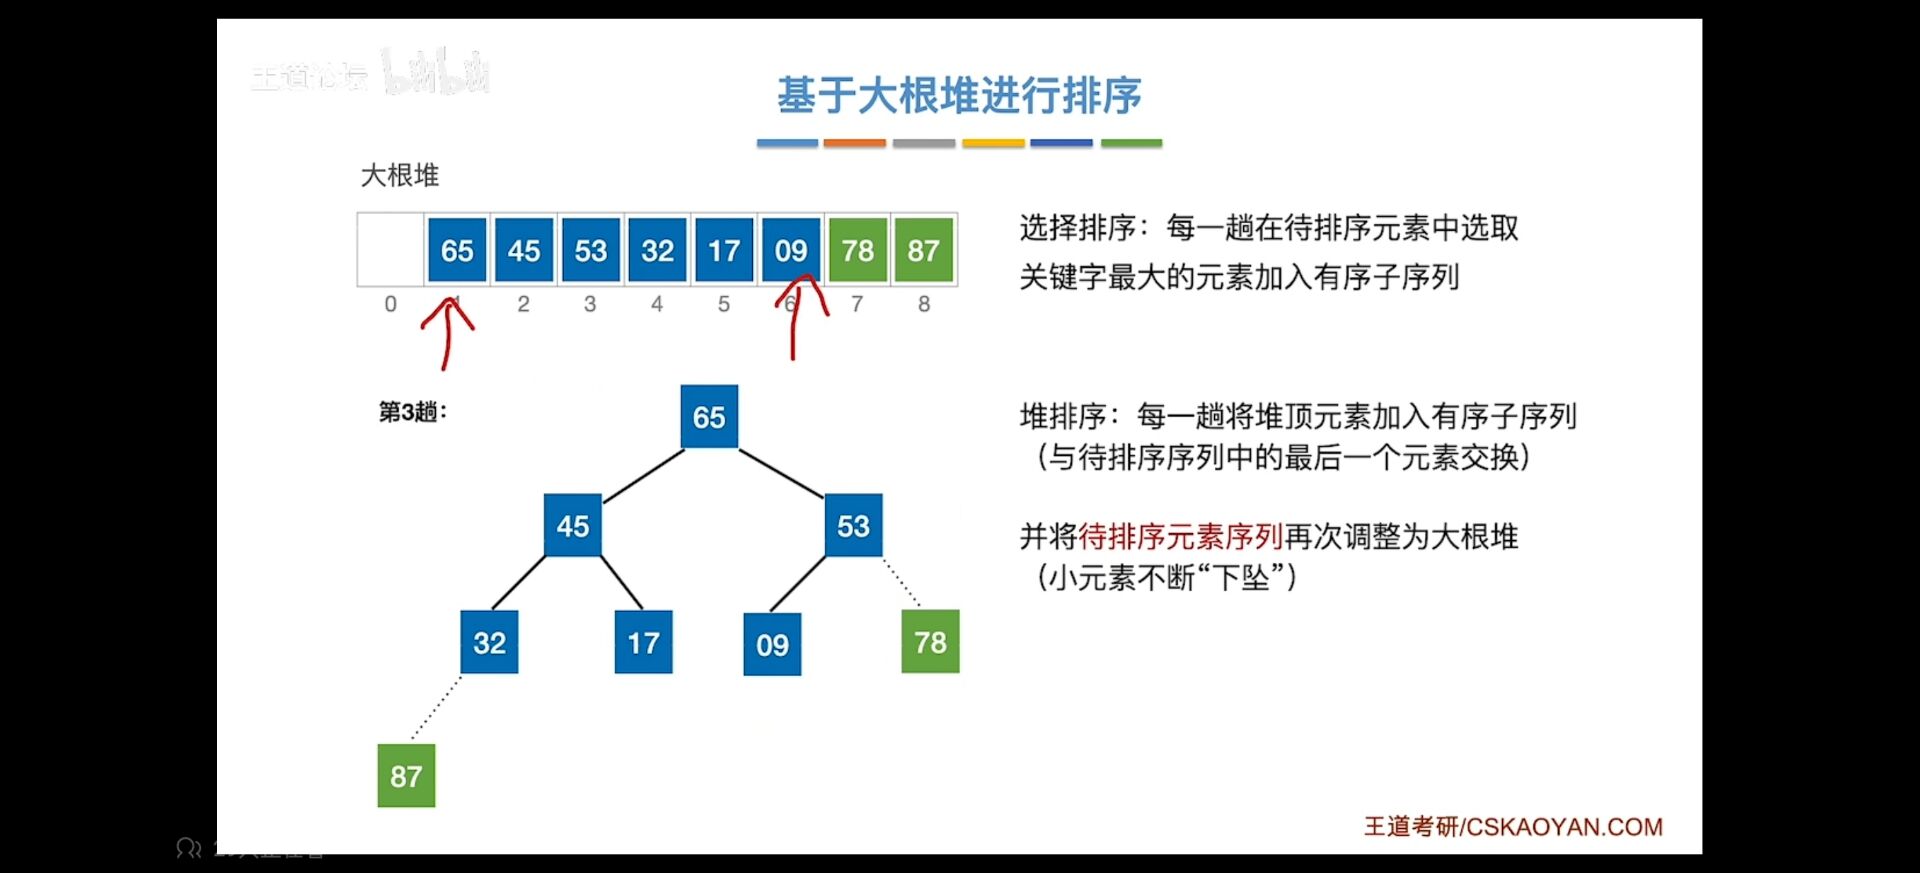 王道论坛 bilibili
基于大根堆进行排序
大根堆
65 45 53 32 17 09 78 87
0 1 2 3 4 5 6 7 8
选择排序：每一趟在待排序元素中选取
关键字最大的元素加入有序子序列
第3趟：
65
45 53
32 17 09 78
87
堆排序：每一趟将堆顶元素加入有序子序列
（与待排序序列中的最后一个元素交换）
并将待排序元素序列再次调整为大根堆
（小元素不断“下坠”）
王道考研/CSKAOYAN.COM